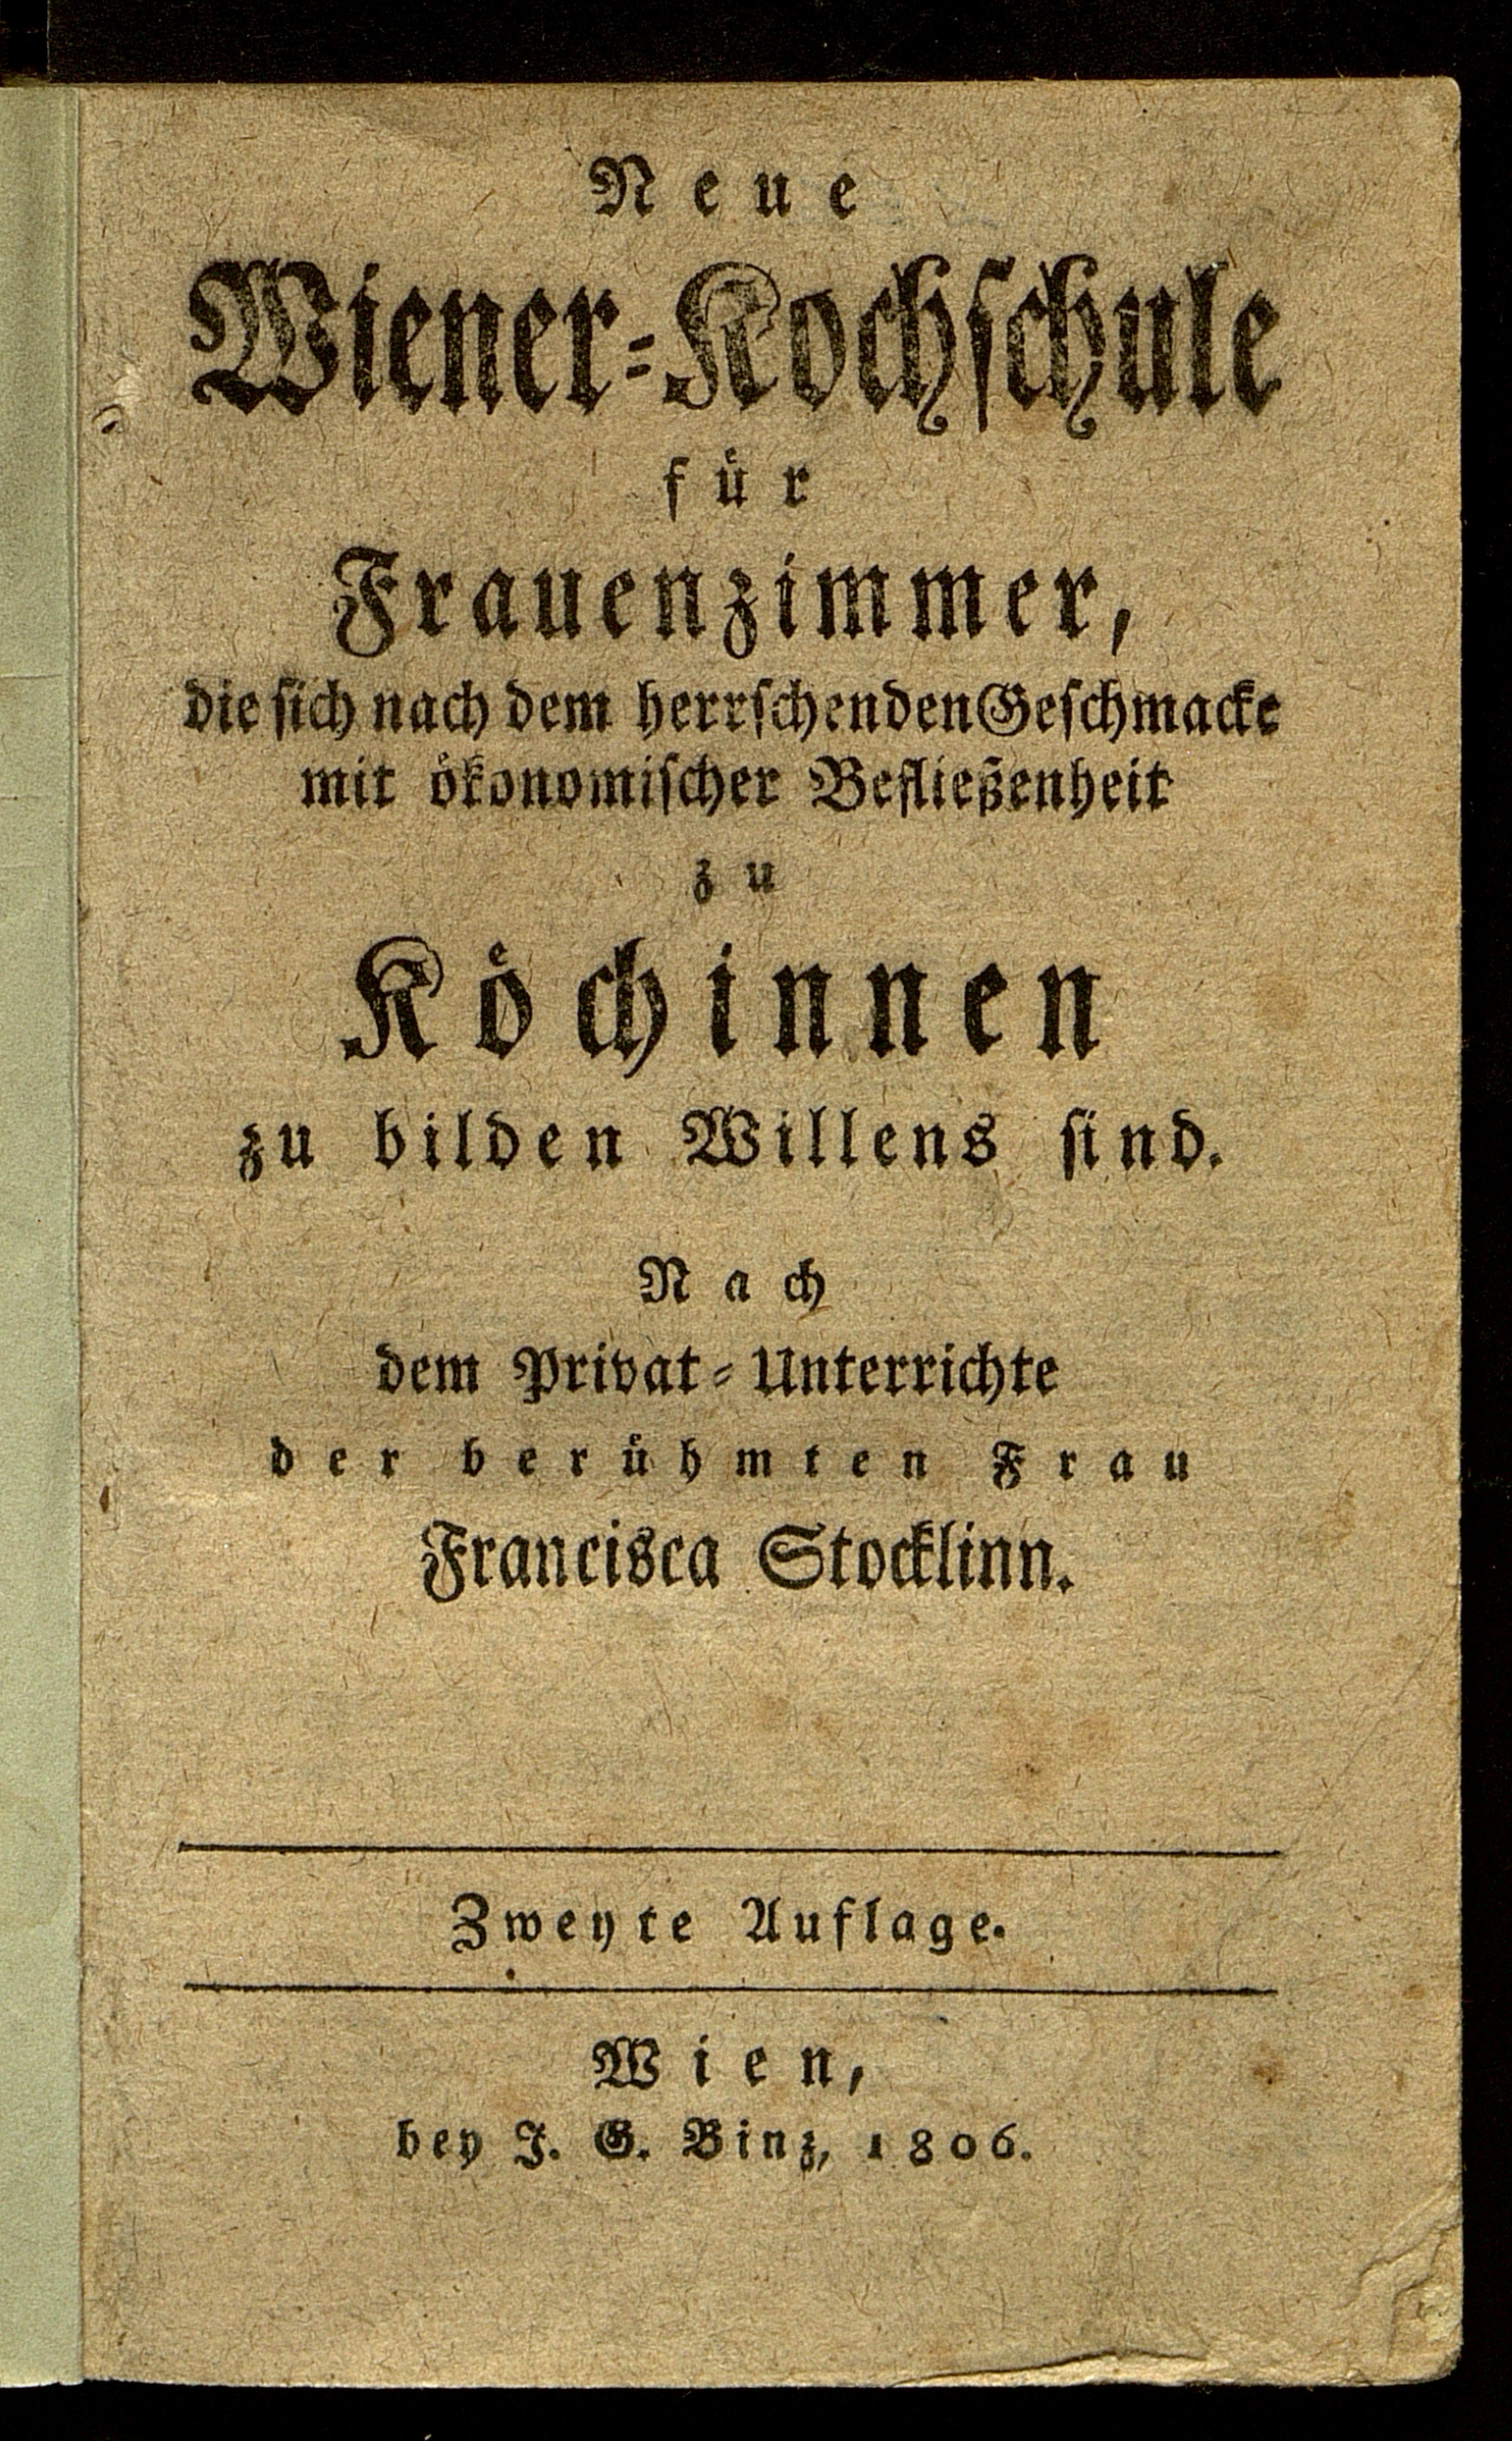 Neue
Wiener-Kochschule
für
Frauenzimmer,
die sich nach dem herrschenden Geschmacke
mit ökonomischer Befließenheit
zu
Köchinnen
zu bilden Willens sind.
Nach
dem Privat-Unterrichte
der berühmten Frau
Francisca Stocklinn.
Zweyte Auflage.
Wien,
bey J. G. Binz, 1806.